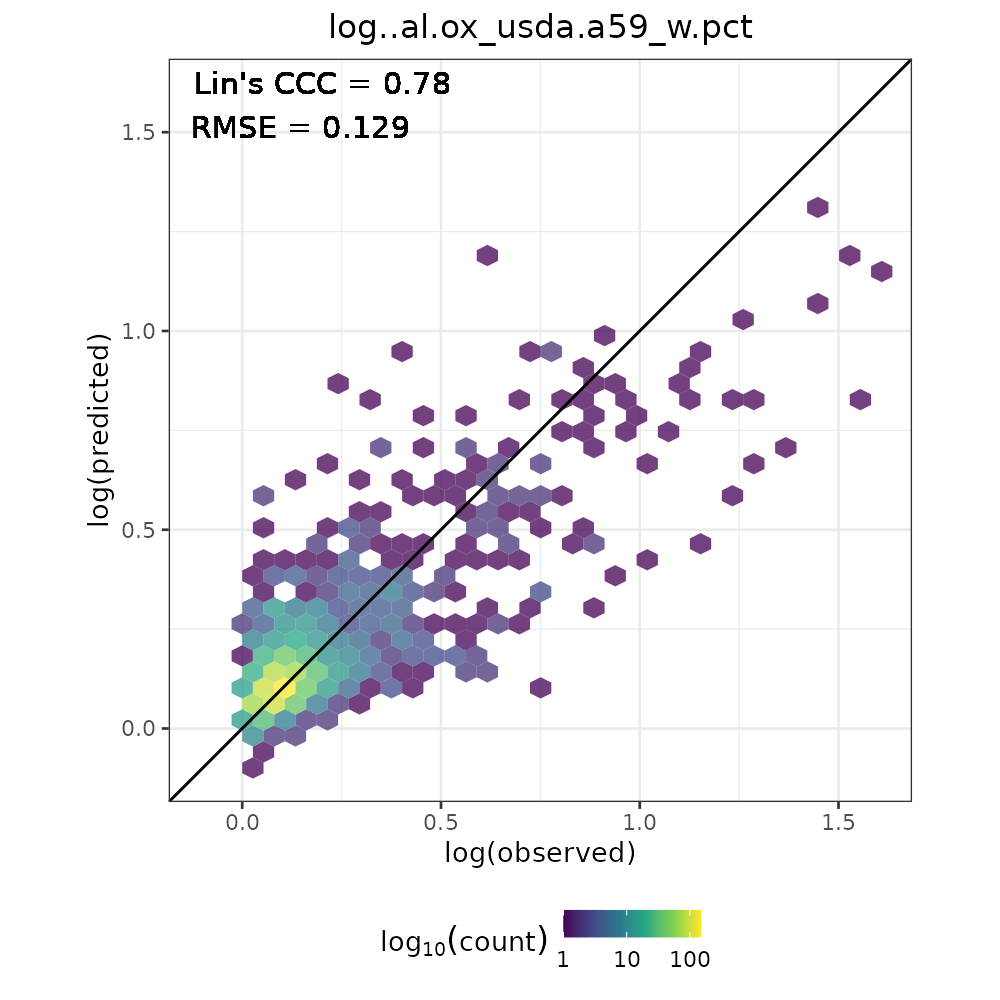 log..al.ox_usda.a59_w.pct
Lin's CCC = 0.78
RMSE = 0.129
1.5
1.0
0.5
0.0
log(predicted)
0.0 0.5 1.0 1.5
log(observed)
log10(count)
1 10 100